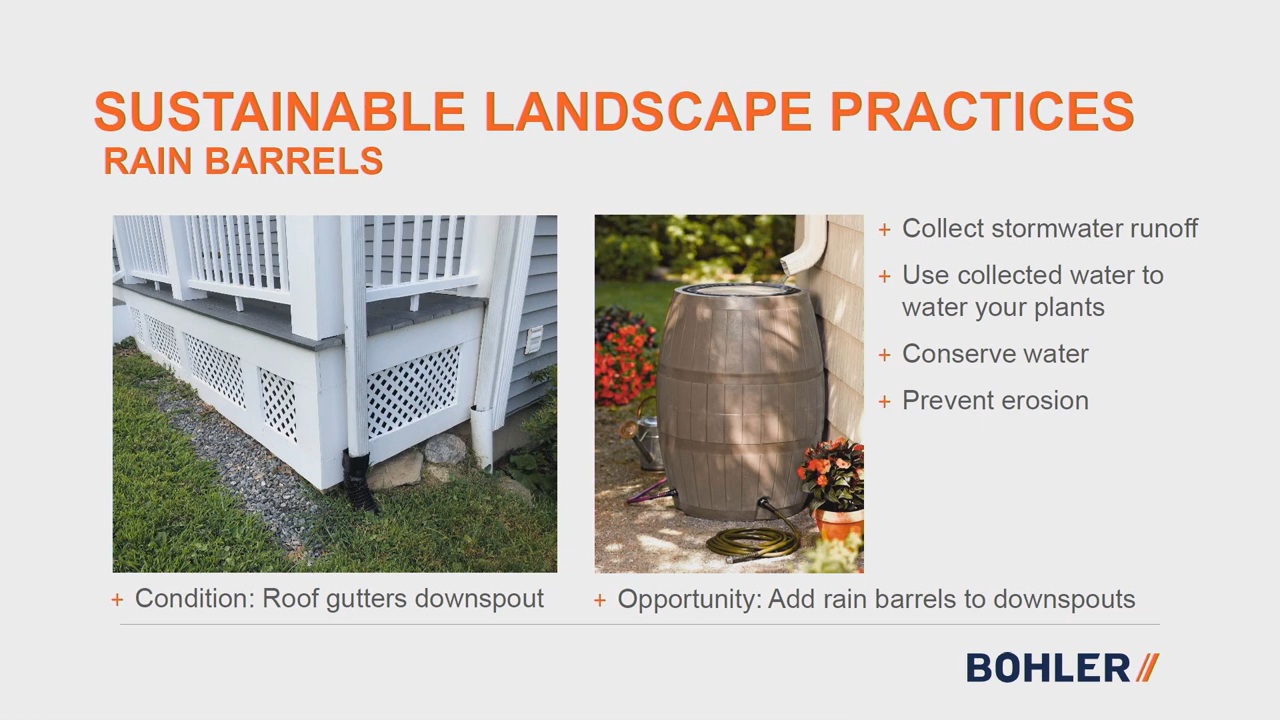 SUSTAINABLE LANDSCAPE PRACTICES
RAIN BARRELS
+ Collect stormwater runoff
+ Use collected water to
water your plants
+ Conserve water
+ Prevent erosion
+ Condition: Roof gutters downspout
+ Opportunity: Add rain barrels to downspouts
BOHLER//